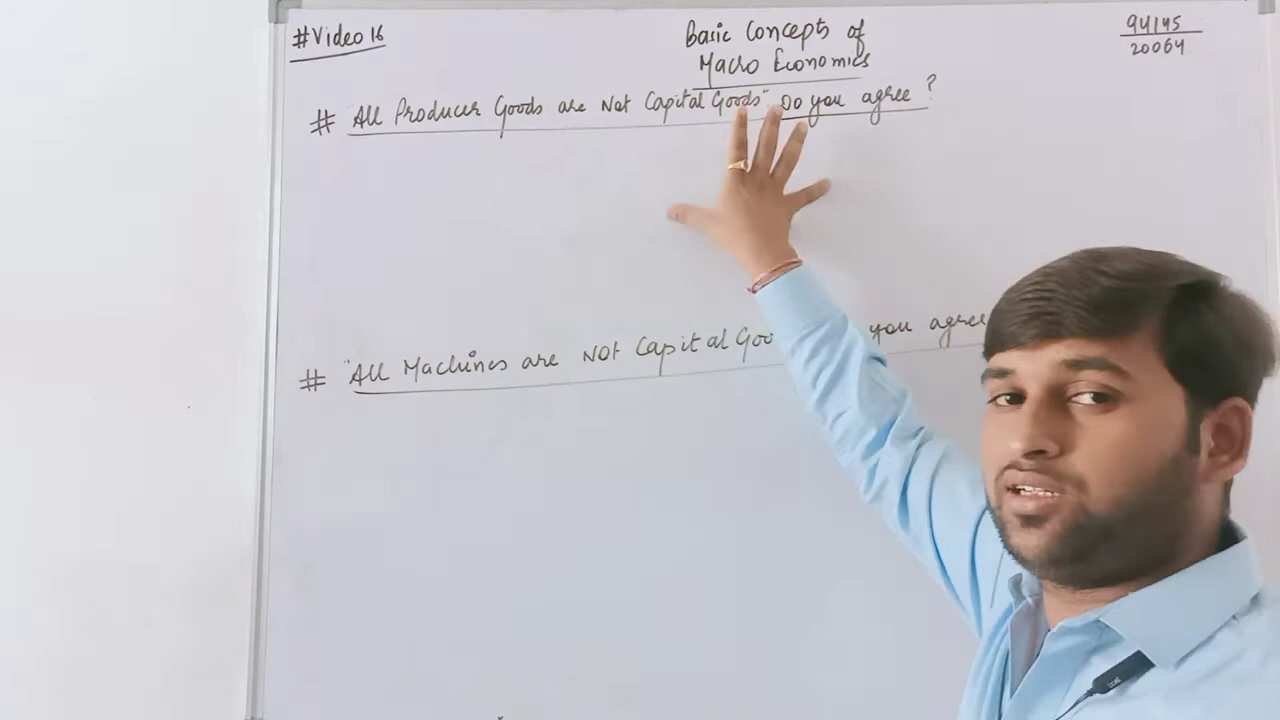 #Video 16
Basic Concepts of
Macro Economics
94145
20064
# "All Producer Goods are Not Capital Goods". Do you agree?
# "All Machines are NOT Capital Goo you agree